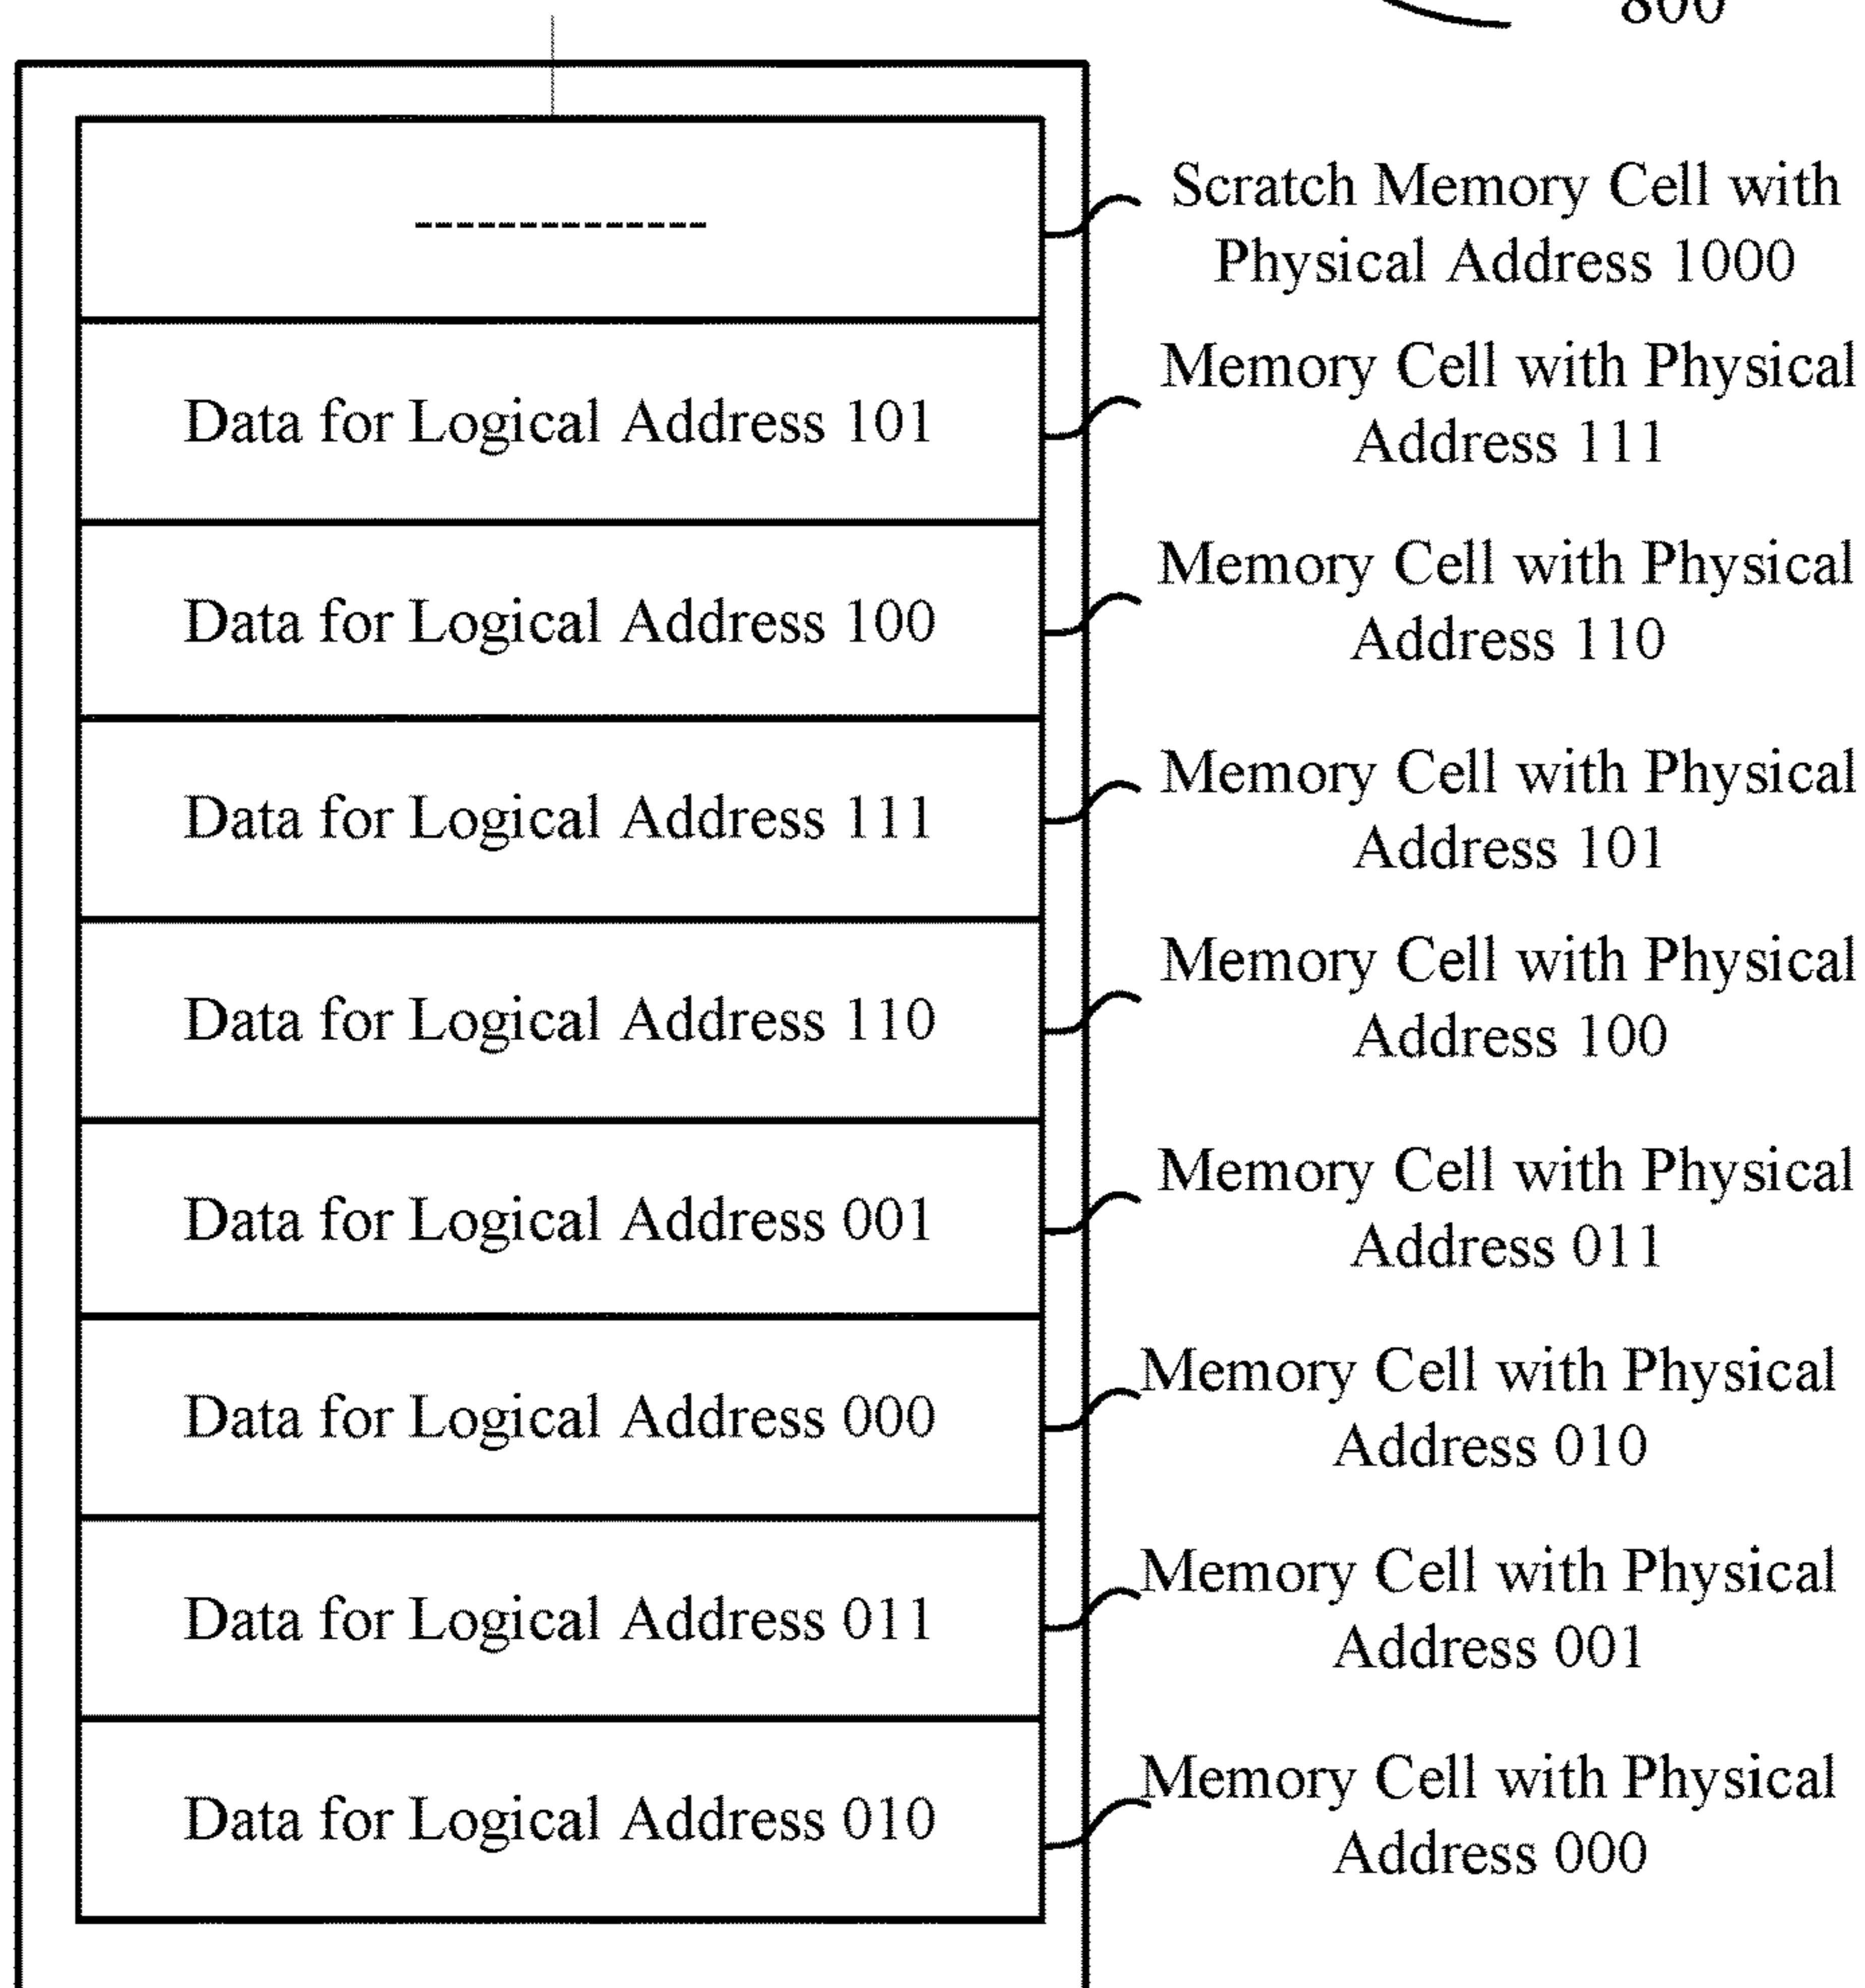 800
-------------
Scratch Memory Cell with
Physical Address 1000
Data for Logical Address 101
Memory Cell with Physical
Address 111
Data for Logical Address 100
Memory Cell with Physical
Address 110
Data for Logical Address 111
Memory Cell with Physical
Address 101
Data for Logical Address 110
Memory Cell with Physical
Address 100
Data for Logical Address 001
Memory Cell with Physical
Address 011
Data for Logical Address 000
Memory Cell with Physical
Address 010
Data for Logical Address 011
Memory Cell with Physical
Address 001
Data for Logical Address 010
Memory Cell with Physical
Address 000